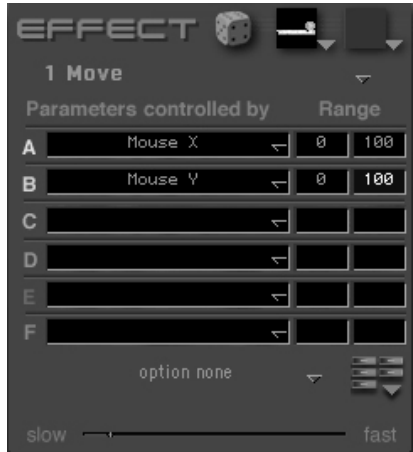 EFFECT
1 Move
Parameters controlled by Range
A Mouse X 0 100
B Mouse Y 0 100
C
D
E
F
option none
slow fast